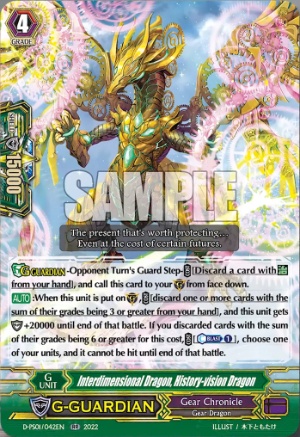 4
GRADE
SHIELD
15000
SAMPLE
The present that's worth protecting...
Even at the cost of certain futures.
G GUARDIAN -Opponent Turn's Guard Step- [Discard a card with
from your hand], and call this card to your from face down.
AUTO :When this unit is put on , [discard one or more cards with the
sum of their grades being 3 or greater from your hand], and this unit gets
+20000 until end of that battle. If you discarded cards with the sum of
their grades being 6 or greater for this cost, [ BLAST 1 ], choose one of
your units, and it cannot be hit until end of that battle.
G
UNIT
Interdimensional Dragon, History-vision Dragon
G-GUARDIAN
Gear Chronicle
Gear Dragon
D-PS01/042EN RR 2022
ILLUST / 木下ともたけ